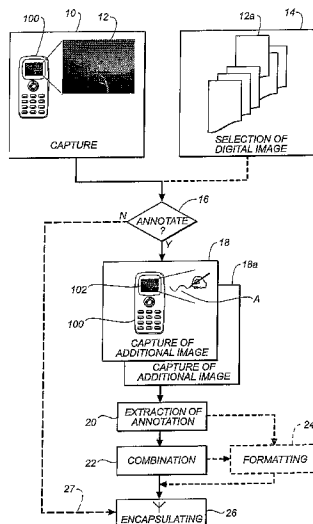 10
12
12a
14
100
CAPTURE
SELECTION OF
DIGITAL IMAGE
16
N
ANNOTATE
?
Y
18
18a
102
A
100
CAPTURE OF
ADDITIONAL IMAGE
CAPTURE OF
ADDITIONAL IMAGE
EXTRACTION OF
ANNOTATION
20
24
COMBINATION
22
FORMATTING
27
ENCAPSULATING
26